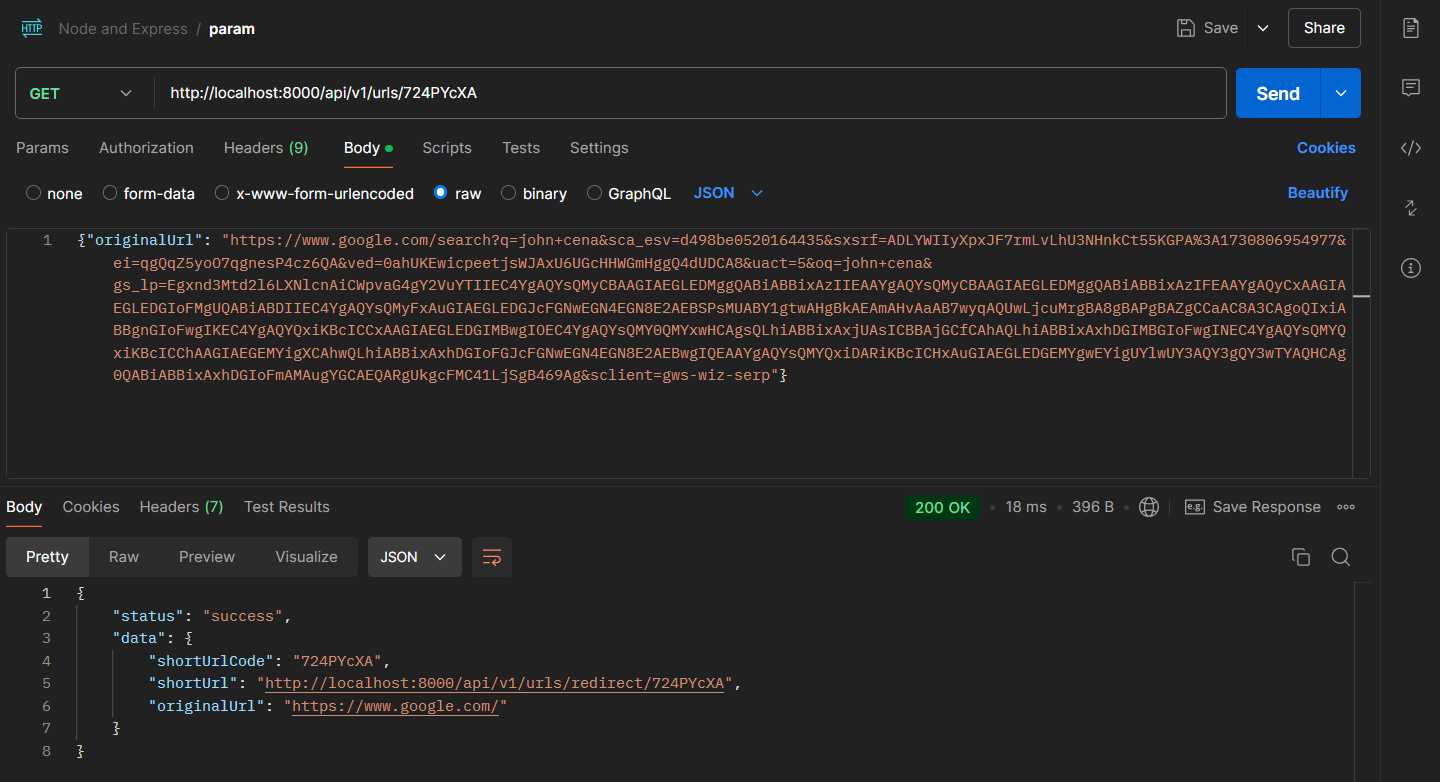 HTTP Node and Express / param Save Share
GET http://localhost:8000/api/v1/urls/724PYcXA Send
Params Authorization Headers (9) Body Scripts Tests Settings Cookies
none form-data x-www-form-urlencoded raw binary GraphQL JSON Beautify
1 {"originalUrl": "https://www.google.com/search?q=john+cena&sca_esv=d498be0520164435&sxsrf=ADLYWIIyXpxJF7rmLvLhU3NHnkCt55KGPA%3A1730806954977&
ei=qgQqZ5yoO7qgnesP4cz6QA&ved=0ahUKEwicpeetjsWJAxU6UGcHHWGmHggQ4dUDCA8&uact=5&oq=john+cena&
gs_lp=Egxnd3Mtd2l6LXNlcnAiCWpvaG4gY2VuYTIIEC4YgAQYsQMyCBAAGIAEGLEDMggQABiABBixAzIIEAAYgAQYsQMyCBAAGIAEGLEDMggQABiABBixAzIFEAAYgAQyCxAAGIA
EGLEDGIoFMgUQABiABDIIEC4YgAQYsQMyFxAuGIAEGLEDGJcFGNwEGN4EGN8E2AEBSPsMUABY1gtwAHgBkAEAmAHvAaAB7wyqAQUwLjcuMrgBA8gBAPgBAZgCCaAC8A3CAgoQIxiA
BBgnGIoFwgIKEC4YgAQYQxiKBcICCxAAGIAEGLEDGIMBwgIOEC4YgAQYsQMY0QMYxwHCAgsQLhiABBixAxjUAsICBBAjGCfCAhAQLhiABBixAxhDGIMBGIoFwgINEC4YgAQYsQMYQ
xiKBcICChAAGIAEGEMYigXCAhwQLhiABBixAxhDGIoFGJcFGNwEGN4EGN8E2AEBwgIQEAAYgAQYsQMYQxiDARiKBcICHxAuGIAEGLEDGEMYgwEYigUYlwUY3AQY3gQY3wTYAQHCAg
0QABiABBixAxhDGIoFmAMAugYGCAEQARgUkgcFMC41LjSgB469Ag&sclient=gws-wiz-serp"}
Body Cookies Headers (7) Test Results 200 OK 18 ms 396 B e.g. Save Response
Pretty Raw Preview Visualize JSON
1 {
2 "status": "success",
3 "data": {
4 "shortUrlCode": "724PYcXA",
5 "shortUrl": "http://localhost:8000/api/v1/urls/redirect/724PYcXA",
6 "originalUrl": "https://www.google.com/"
7 }
8 }